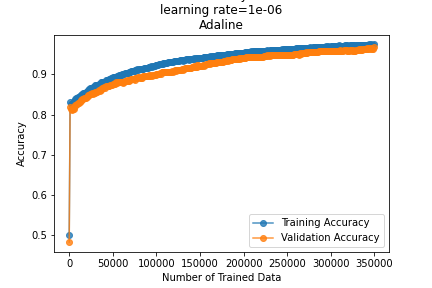 learning rate=1e-06
Adaline
0.9
0.8
0.7
0.6
0.5
Accuracy
Training Accuracy
Validation Accuracy
0 50000 100000 150000 200000 250000 300000 350000
Number of Trained Data